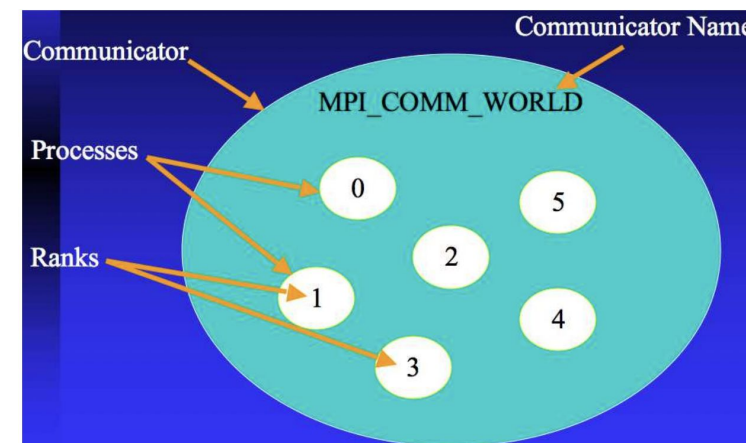 Communicator Name
Communicator
MPI_COMM_WORLD
Processes
0
5
2
Ranks
1
4
3